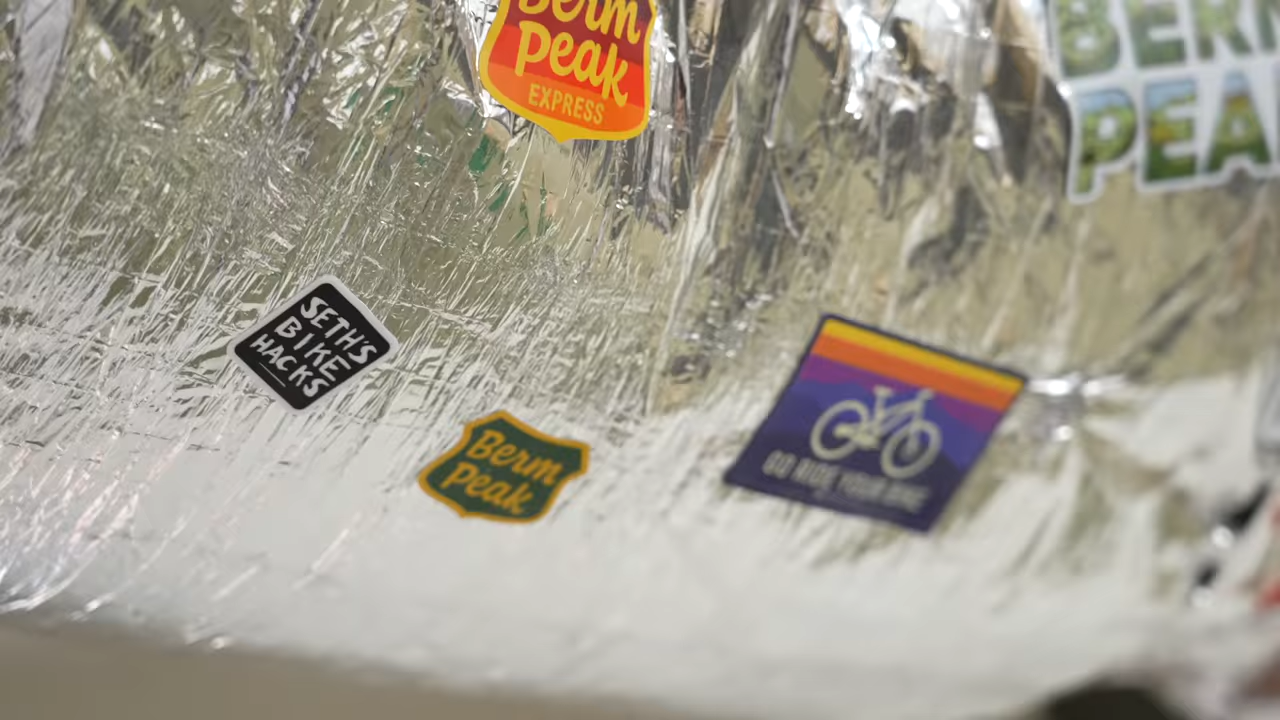 Berm
Peak
EXPRESS
BERM
PEAK
SETH'S
BIKE
HACKS
Berm
Peak
GO RIDE YOUR BIKE